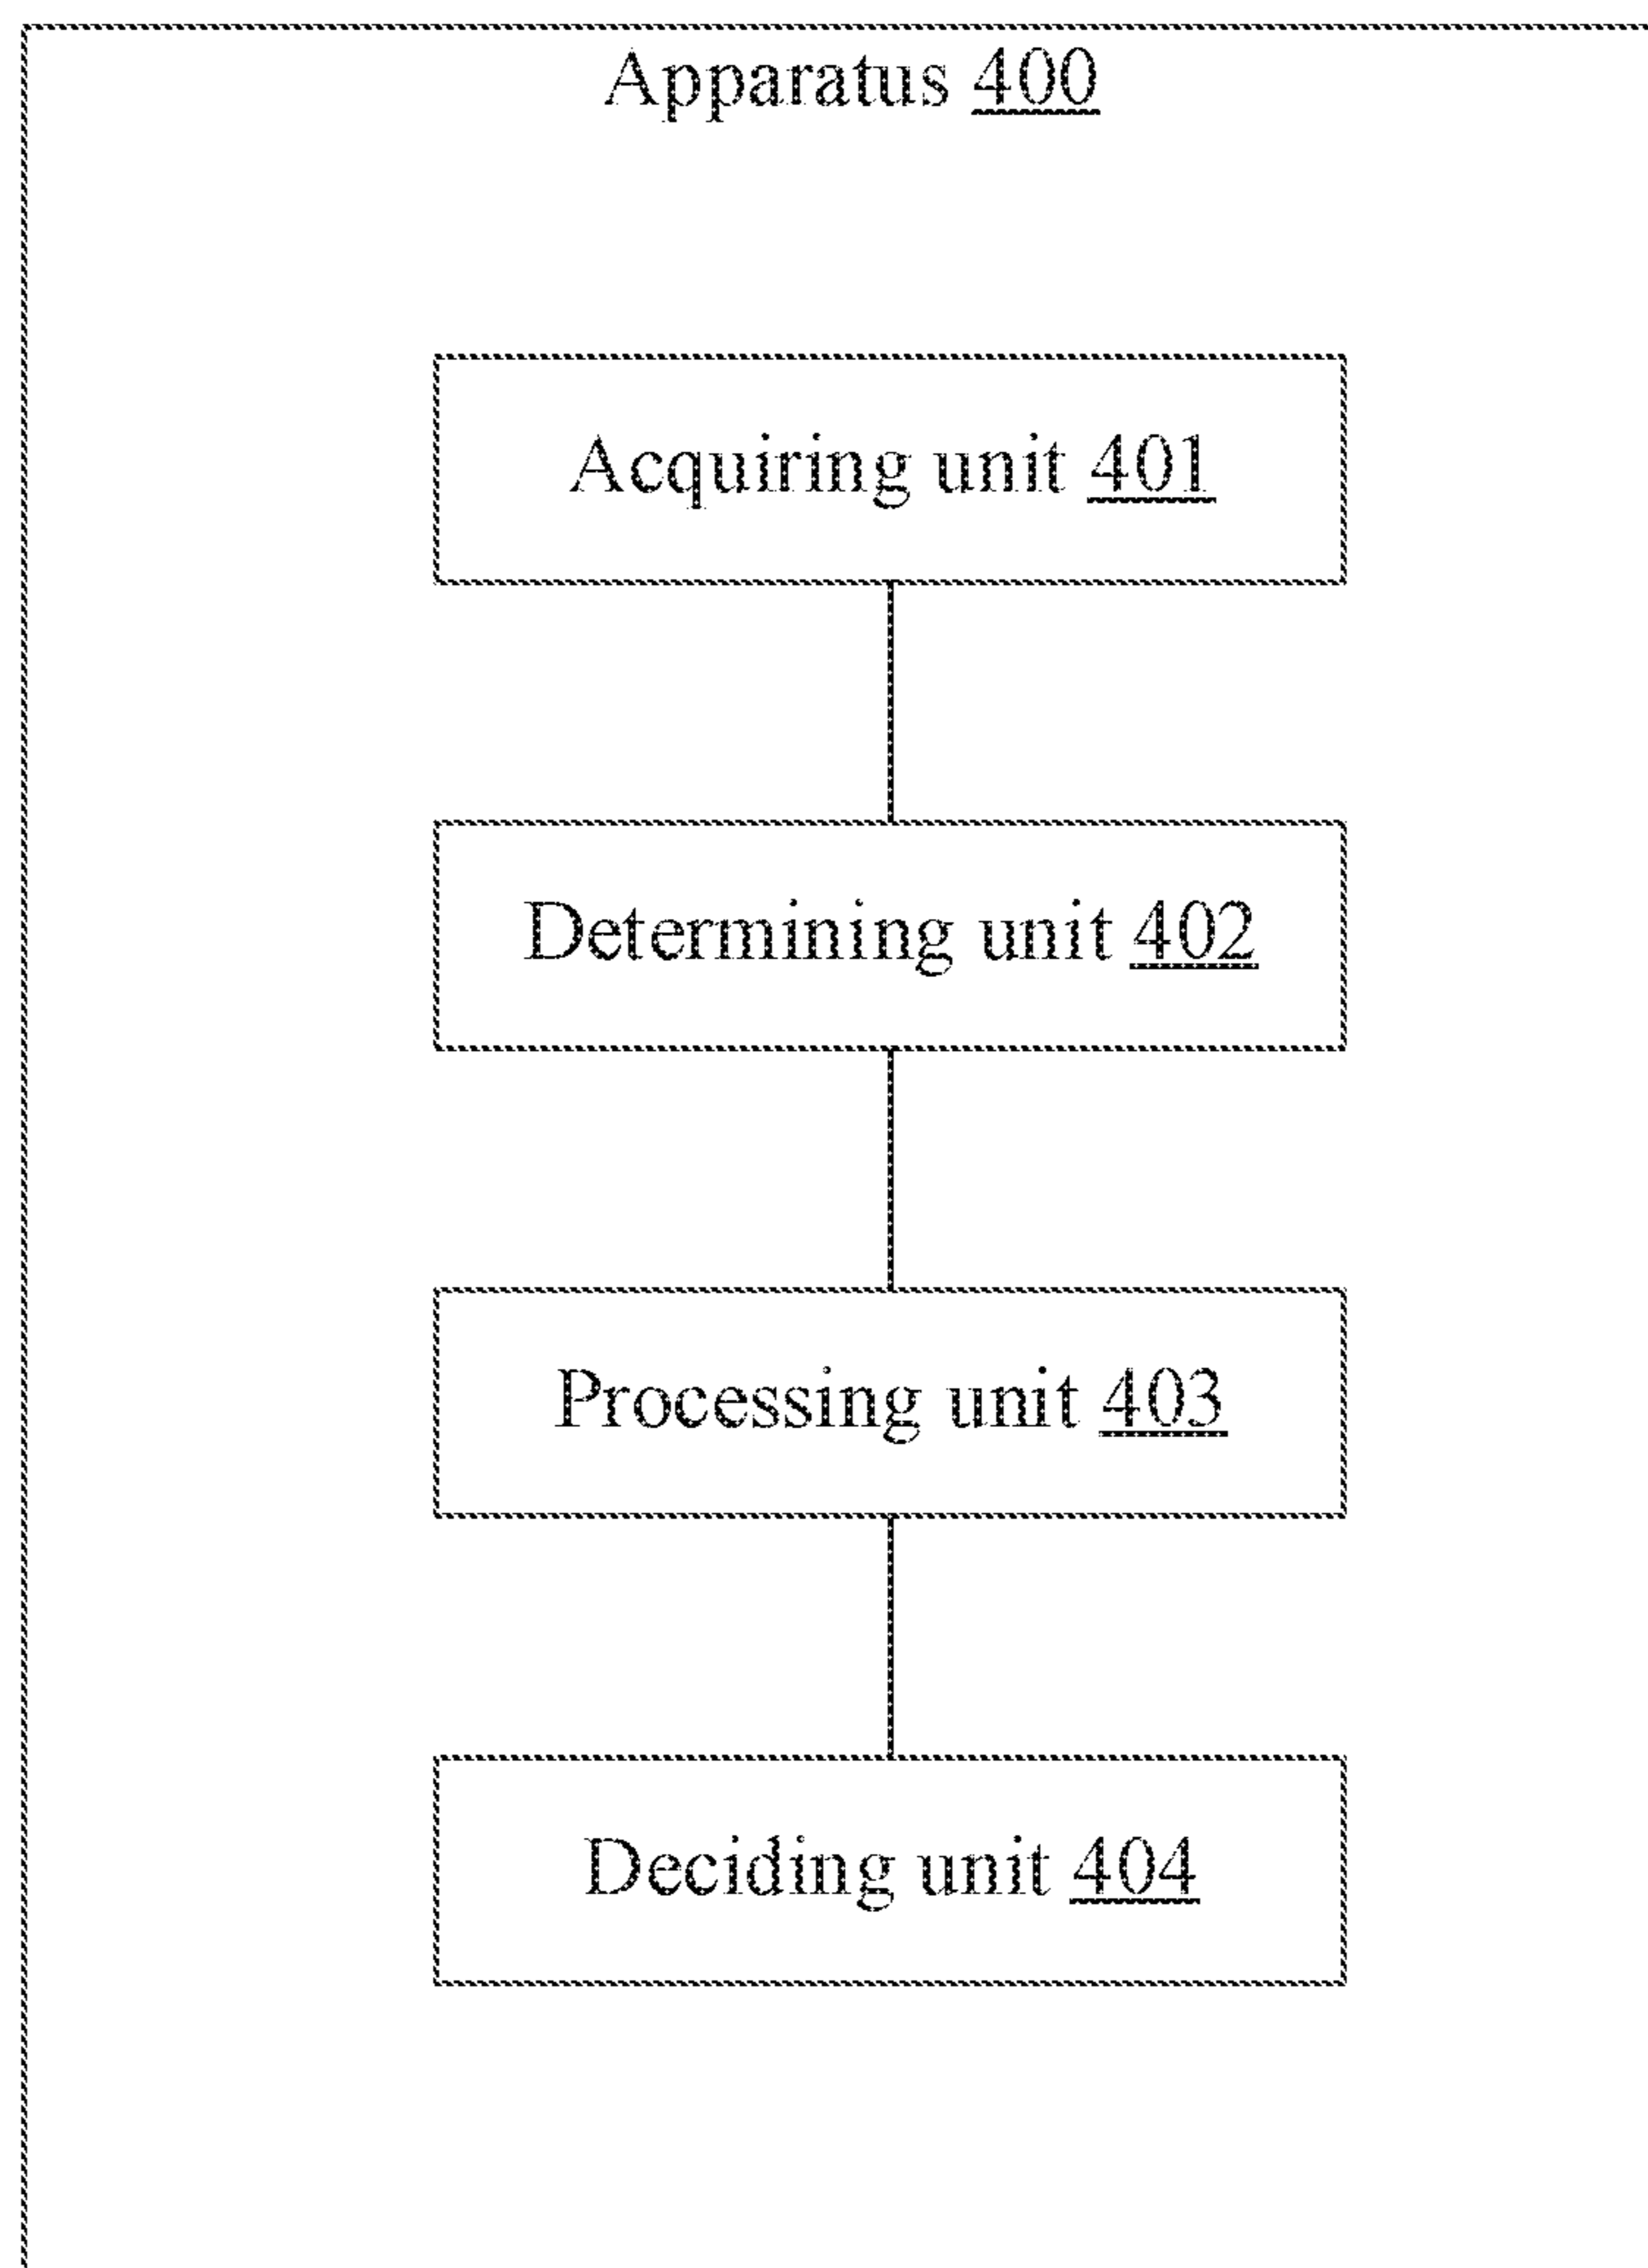 Apparatus 400
Acquiring unit 401
Determining unit 402
Processing unit 403
Deciding unit 404